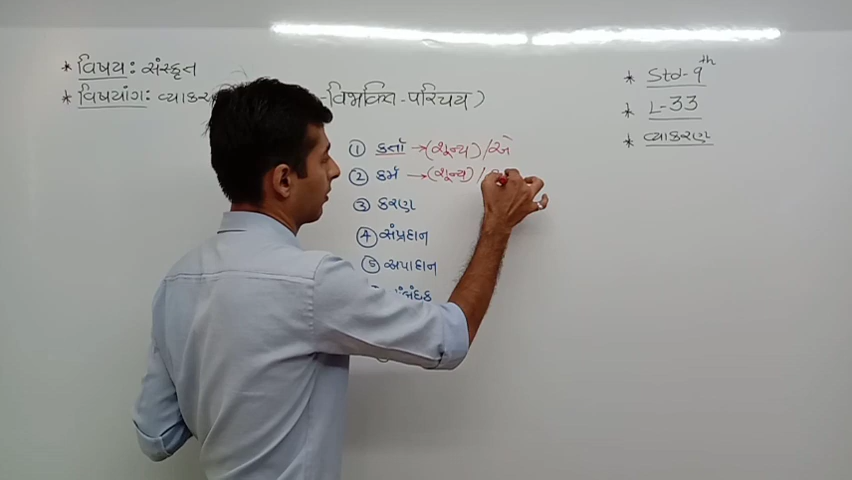 * વિષય: સંસ્કૃત
* વિષયાંગ: વ્યાકર -વિભક્તિ-પરિચય)
① કર્તા → (શૂન્ય) / એ
② કર્મ → (શૂન્ય) /
③ કરણ
④ સંપ્રદાન
⑤ અપાદાન
* Std-9th
* L-33
* વ્યાકરણ